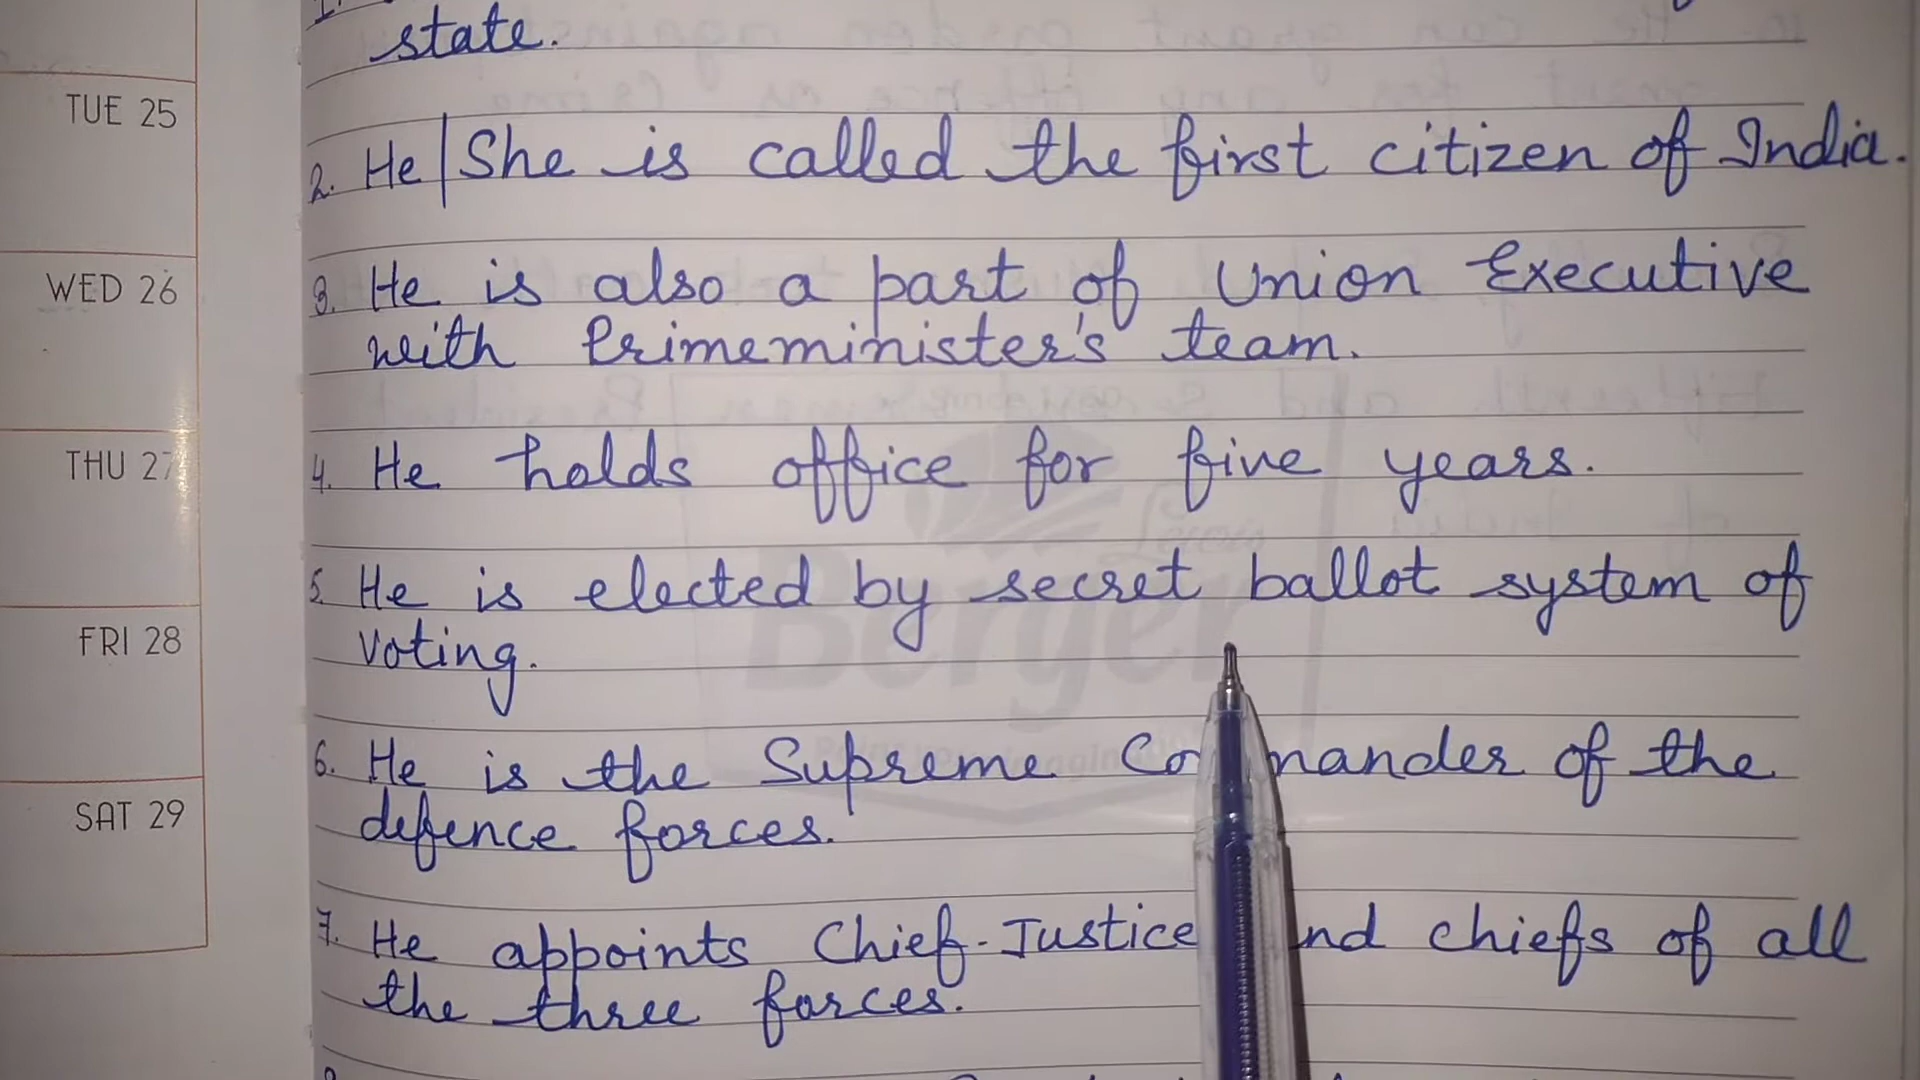 state.
TUE 25
2. He|She is called the first citizen of India.
WED 26
3. He is also a part of Union Executive
with Primeminister's team.
THU 27
4. He holds office for five years.
5. He is elected by secret ballot system of
voting.
FRI 28
6. He is the Supreme Commander of the
defence forces.
SAT 29
7. He appoints Chief-Justice and chiefs of all
the three forces.
Berger